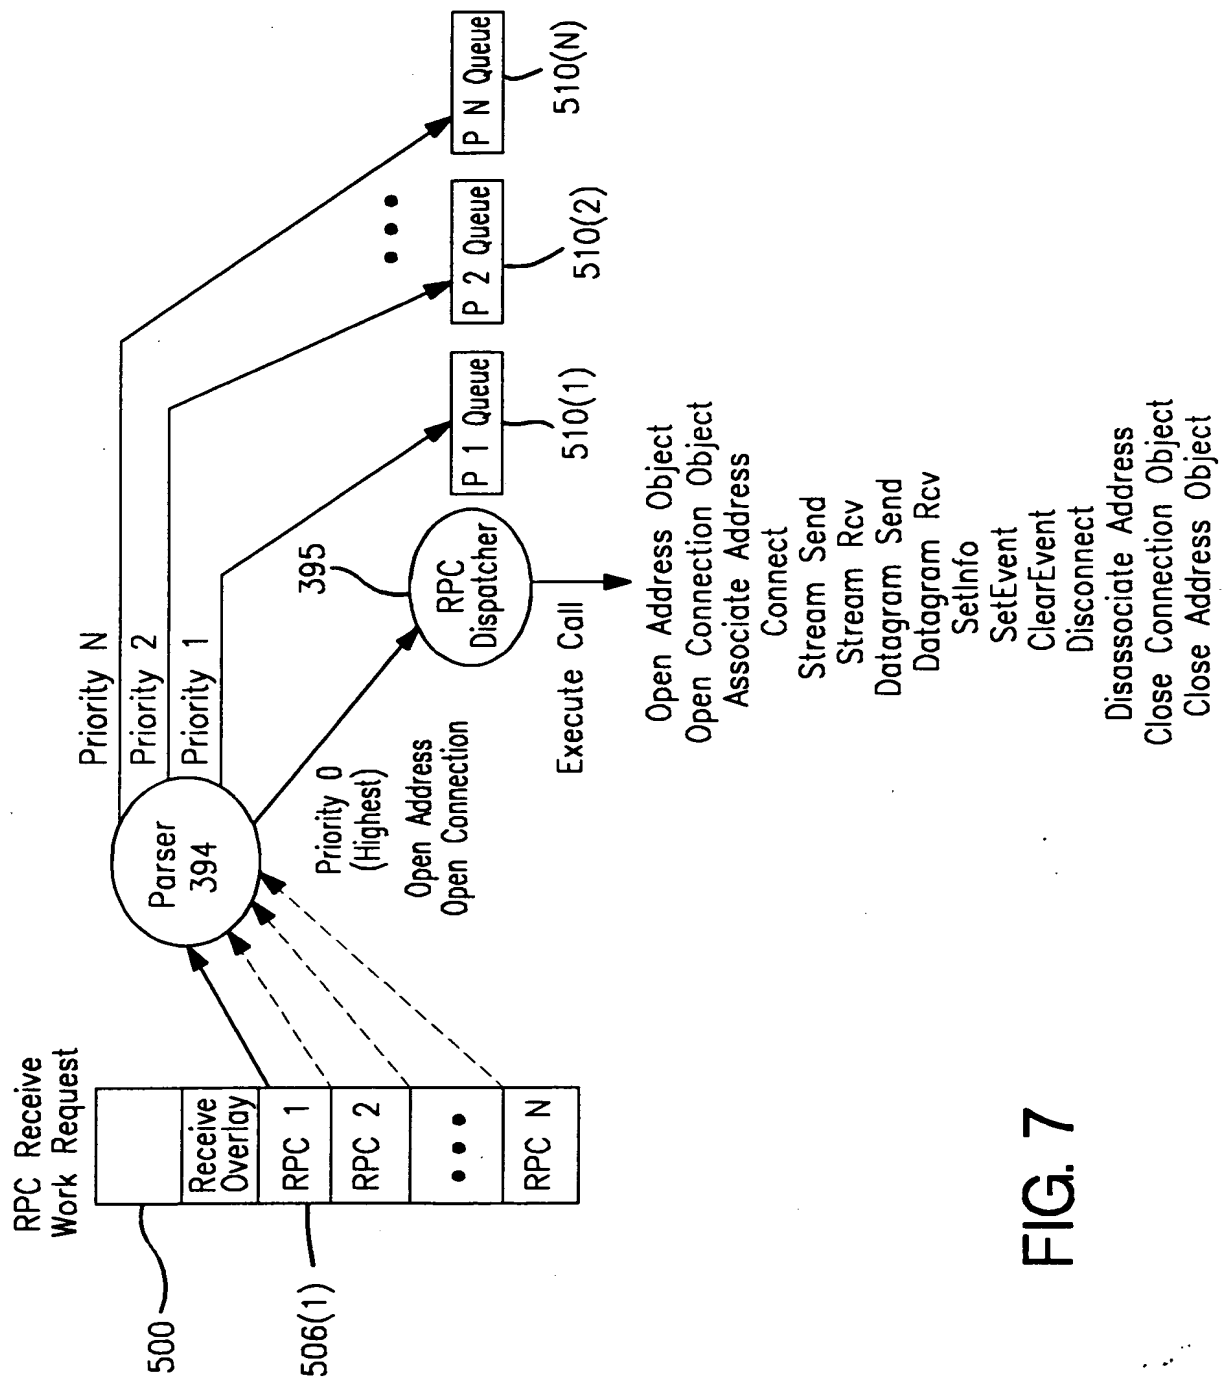 RPC Receive
Work Request
500
Receive
Overlay
RPC 1
RPC 2
RPC N
506(1)
Parser
394
Priority N
Priority 2
Priority 1
Priority 0
(Highest)
Open Address
Open Connection
395
RPC
Dispatcher
P 1 Queue
510(1)
P 2 Queue
510(2)
P N Queue
510(N)
Execute Call
Open Address Object
Open Connection Object
Associate Address
Connect
Stream Send
Stream Rcv
Datagram Send
Datagram Rcv
SetInfo
SetEvent
ClearEvent
Disconnect
Disassociate Address
Close Connection Object
Close Address Object
FIG. 7